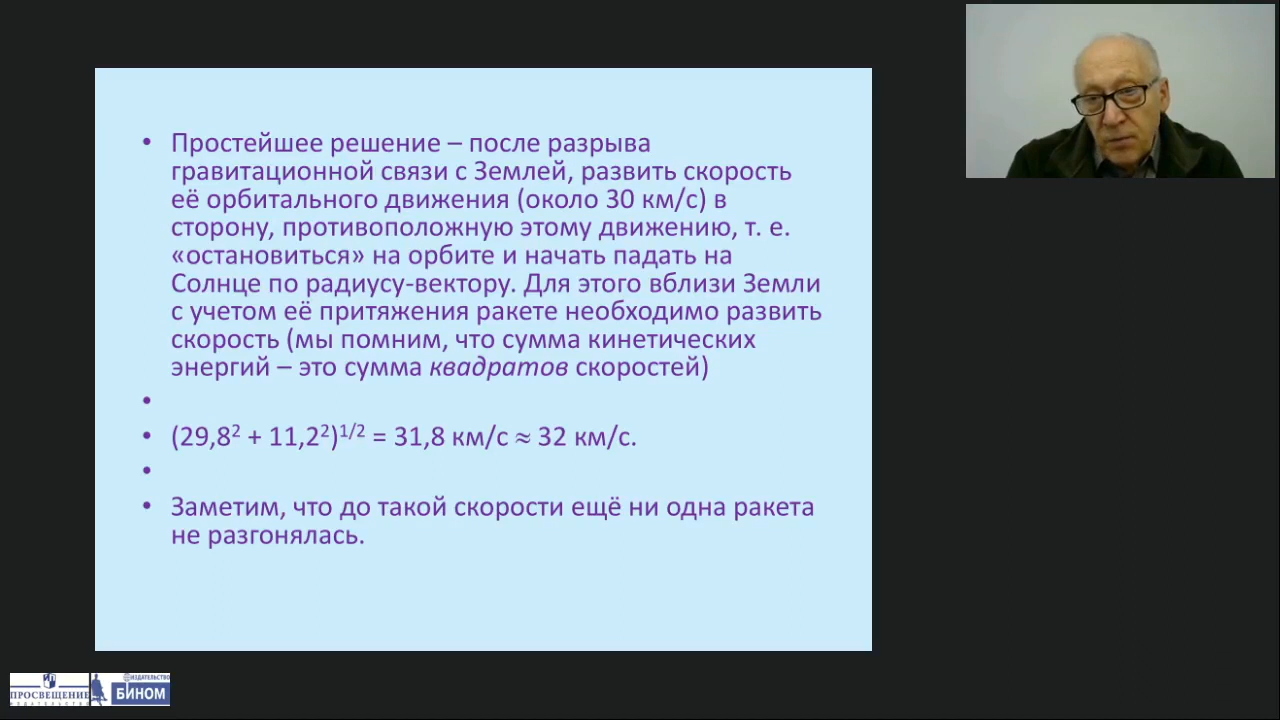 • Простейшее решение – после разрыва
гравитационной связи с Землей, развить скорость
её орбитального движения (около 30 км/с) в
сторону, противоположную этому движению, т. е.
«остановиться» на орбите и начать падать на
Солнце по радиусу-вектору. Для этого вблизи Земли
с учетом её притяжения ракете необходимо развить
скорость (мы помним, что сумма кинетических
энергий – это сумма квадратов скоростей)
•
• (29,8² + 11,2²)¹/² = 31,8 км/с ≈ 32 км/с.
•
• Заметим, что до такой скорости ещё ни одна ракета
не разгонялась.
ПРОСВЕЩЕНИЕ
ИЗДАТЕЛЬСТВО
ИЗДАТЕЛЬСТВО
БИНОМ